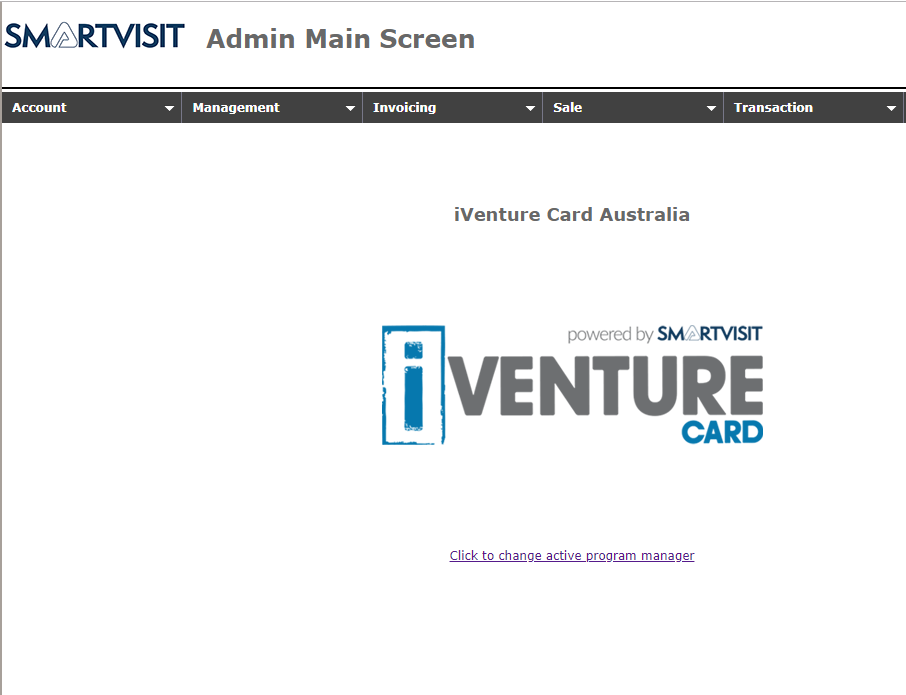 SMARTVISIT Admin Main Screen
Account Management Invoicing Sale Transaction
iVenture Card Australia
powered by SMARTVISIT
iVENTURE
CARD
Click to change active program manager